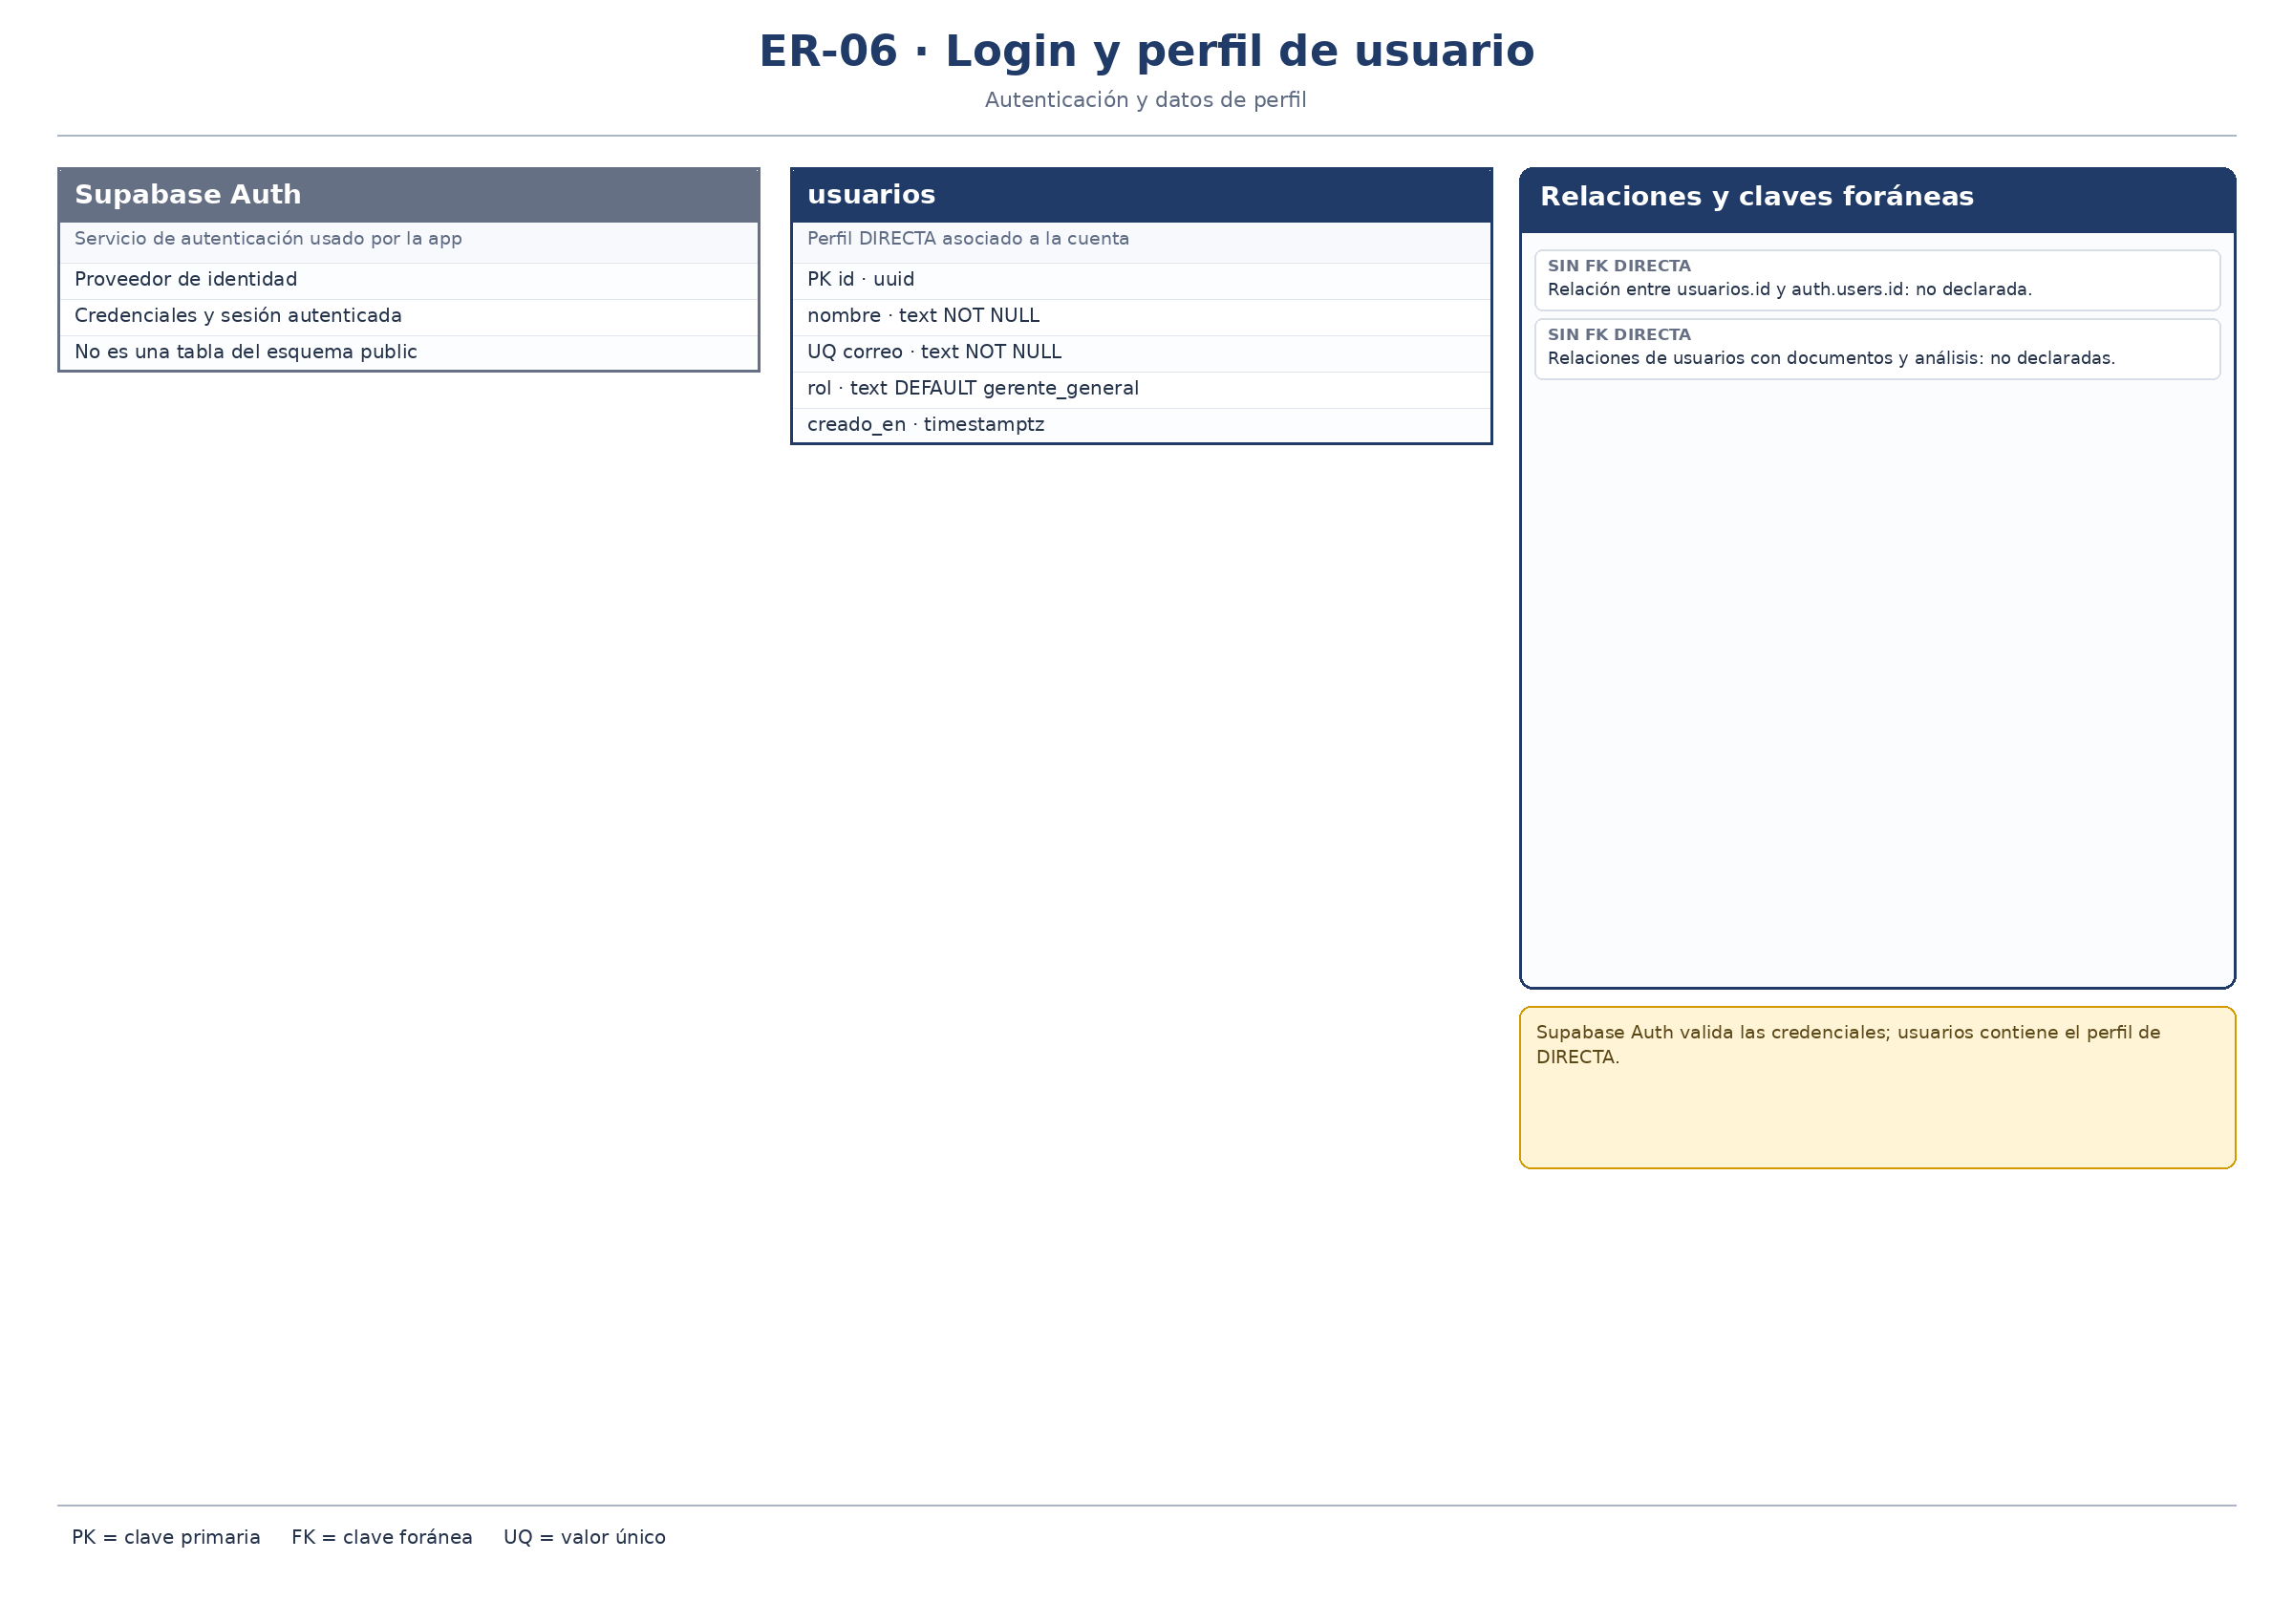 ER-06 · Login y perfil de usuario
Autenticación y datos de perfil
Supabase Auth
Servicio de autenticación usado por la app
Proveedor de identidad
Credenciales y sesión autenticada
No es una tabla del esquema public
usuarios
Perfil DIRECTA asociado a la cuenta
PK id · uuid
nombre · text NOT NULL
UQ correo · text NOT NULL
rol · text DEFAULT gerente_general
creado_en · timestamptz
Relaciones y claves foráneas
SIN FK DIRECTA
Relación entre usuarios.id y auth.users.id: no declarada.
SIN FK DIRECTA
Relaciones de usuarios con documentos y análisis: no declaradas.
Supabase Auth valida las credenciales; usuarios contiene el perfil de
DIRECTA.
PK = clave primaria FK = clave foránea UQ = valor único